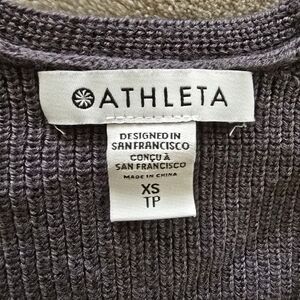 ATHLETA
DESIGNED IN
SAN FRANCISCO
CONÇU À
SAN FRANCISCO
MADE IN CHINA
XS
TP